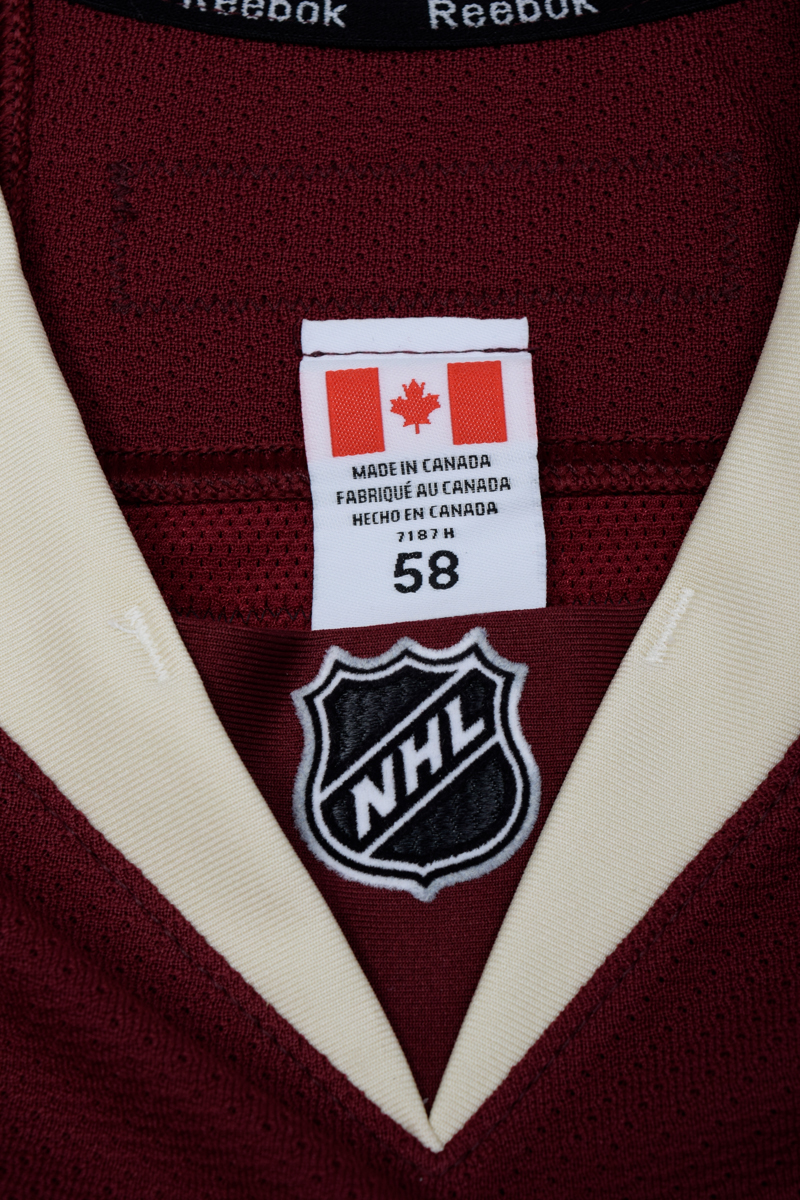 Reebok Reebok
MADE IN CANADA
FABRIQUÉ AU CANADA
HECHO EN CANADA
7187 H
58
NHL